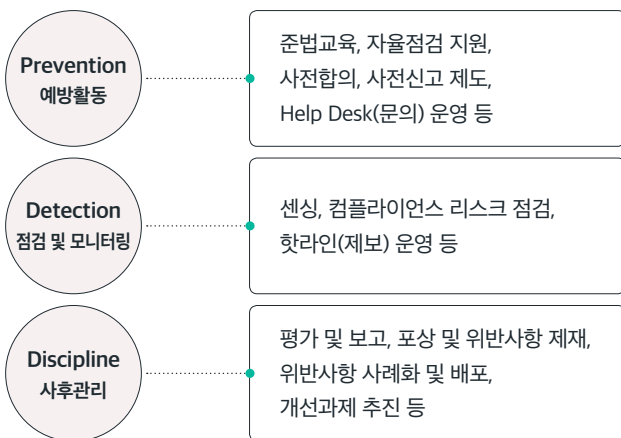 Prevention
예방활동
준법교육, 자율점검 지원,
사전합의, 사전신고 제도,
Help Desk(문의) 운영 등
Detection
점검 및 모니터링
센싱, 컴플라이언스 리스크 점검,
핫라인(제보) 운영 등
Discipline
사후관리
평가 및 보고, 포상 및 위반사항 제재,
위반사항 사례화 및 배포,
개선과제 추진 등